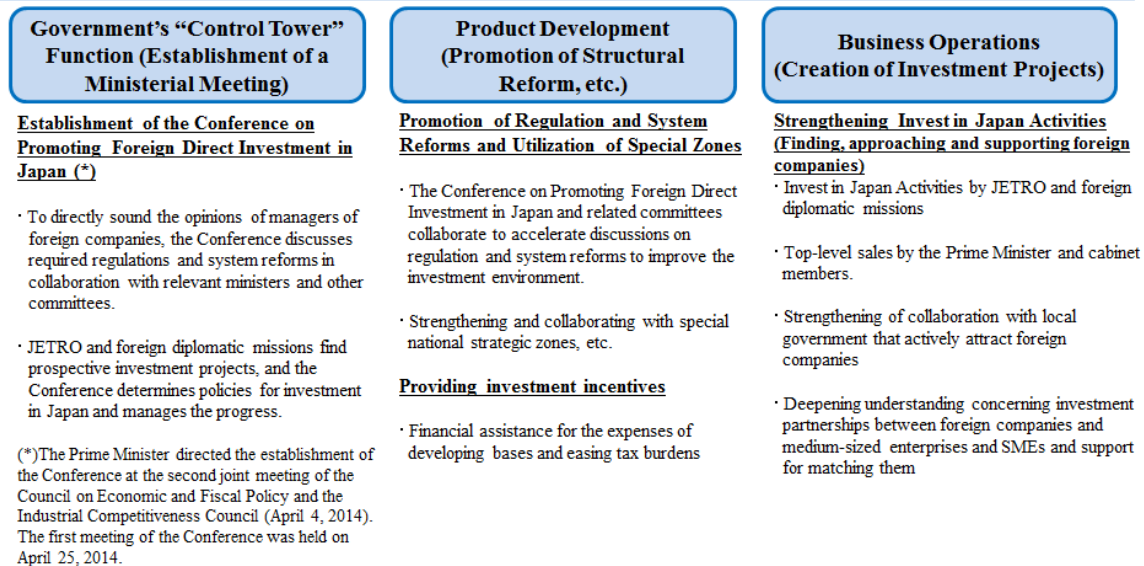 Government's “Control Tower”
Function (Establishment of a
Ministerial Meeting)
Establishment of the Conference on
Promoting Foreign Direct Investment in
Japan (*)
· To directly sound the opinions of managers of
foreign companies, the Conference discusses
required regulations and system reforms in
collaboration with relevant ministers and other
committees.
· JETRO and foreign diplomatic missions find
prospective investment projects, and the
Conference determines policies for investment
in Japan and manages the progress.
(*)The Prime Minister directed the establishment of
the Conference at the second joint meeting of the
Council on Economic and Fiscal Policy and the
Industrial Competitiveness Council (April 4, 2014).
The first meeting of the Conference was held on
April 25, 2014.
Product Development
(Promotion of Structural
Reform, etc.)
Promotion of Regulation and System
Reforms and Utilization of Special Zones
· The Conference on Promoting Foreign Direct
Investment in Japan and related committees
collaborate to accelerate discussions on
regulation and system reforms to improve the
investment environment.
· Strengthening and collaborating with special
national strategic zones, etc.
Providing investment incentives
· Financial assistance for the expenses of
developing bases and easing tax burdens
Business Operations
(Creation of Investment Projects)
Strengthening Invest in Japan Activities
(Finding, approaching and supporting foreign
companies)
· Invest in Japan Activities by JETRO and foreign
diplomatic missions
· Top-level sales by the Prime Minister and cabinet
members.
· Strengthening of collaboration with local
government that actively attract foreign
companies
· Deepening understanding concerning investment
partnerships between foreign companies and
medium-sized enterprises and SMEs and support
for matching them